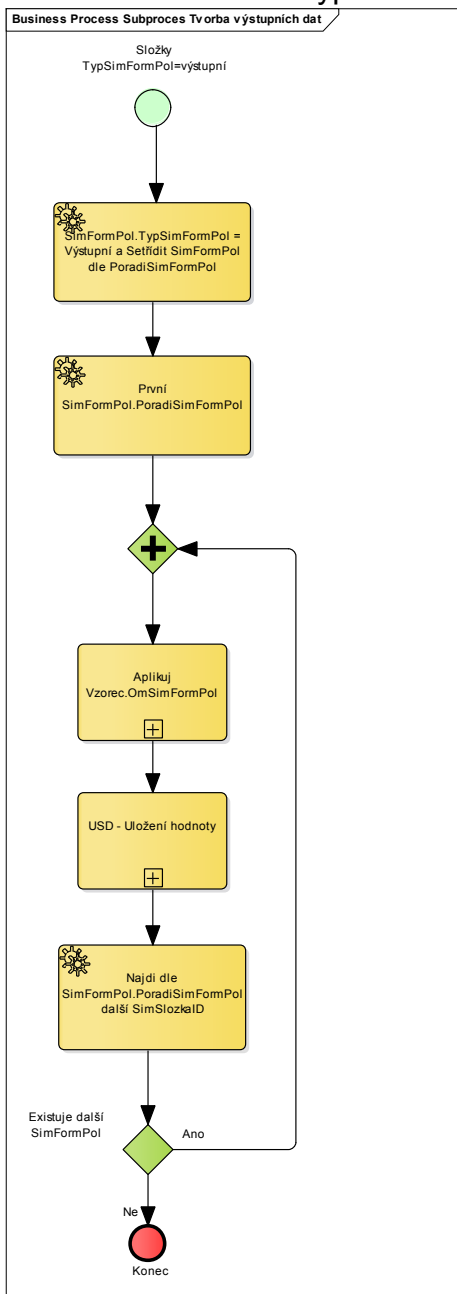 Business Process Subproces Tvorba výstupních dat
Složky
TypSimFormPol=výstupní
SimFormPol.TypSimFormPol =
Výstupní a Setřídit SimFormPol
dle PoradiSimFormPol
První
SimFormPol.PoradiSimFormPol
Aplikuj
Vzorec.OmSimFormPol
USD - Uložení hodnoty
Najdi dle
SimFormPol.PoradiSimFormPol
další SimSlozkaID
Existuje další
SimFormPol
Ano
Ne
Konec